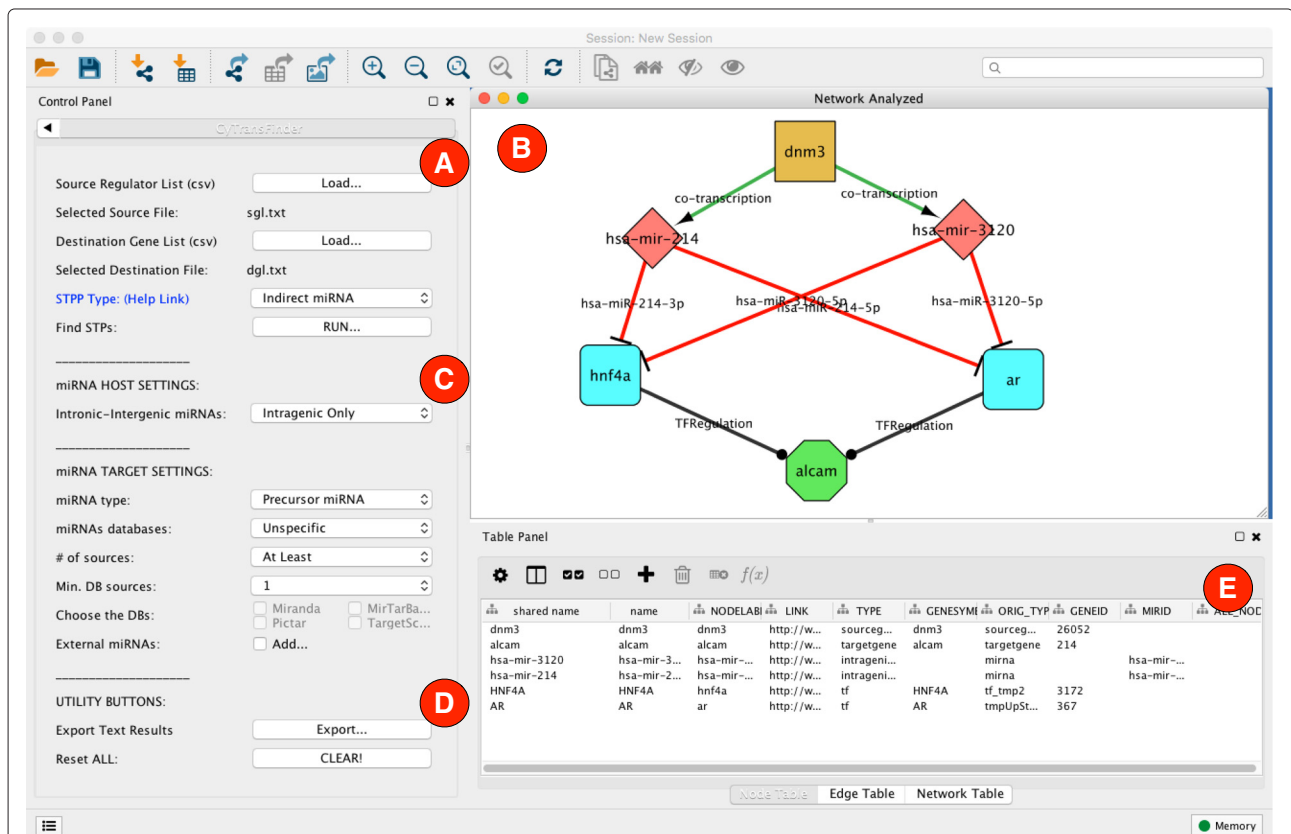 Session: New Session
Control Panel
CyTransFinder
A
Source Regulator List (csv)
Load...
Selected Source File:
sgl.txt
Destination Gene List (csv)
Load...
Selected Destination File:
dgl.txt
STPP Type: (Help Link)
Indirect miRNA
Find STPs:
RUN...
C
miRNA HOST SETTINGS:
Intronic-Intergenic miRNAs:
Intragenic Only
miRNA TARGET SETTINGS:
miRNA type:
Precursor miRNA
miRNAs databases:
Unspecific
# of sources:
At Least
Min. DB sources:
1
Choose the DBs:
Miranda
MirTarBa...
Pictar
TargetSc...
External miRNAs:
Add...
D
UTILITY BUTTONS:
Export Text Results
Export...
Reset ALL:
CLEAR!
Network Analyzed
B
dnm3
co-transcription
co-transcription
hsa-mir-214
hsa-mir-3120
hsa-miR-214-3p
hsa-miR-3120-5p
hsa-miR-214-5p
hsa-miR-3120-5p
hnf4a
ar
TFRegulation
TFRegulation
alcam
Table Panel
f(x)
E
shared name name NODELABI LINK TYPE GENESYME ORIG_TYP GENEID MIRID ALL_NOD
dnm3 dnm3 dnm3 http://w... sourceg... dnm3 sourceg... 26052
alcam alcam alcam http://w... targetgene alcam targetgene 214
hsa-mir-3120 hsa-mir-3... hsa-mir-... http://w... intrageni... mirna hsa-mir-...
hsa-mir-214 hsa-mir-2... hsa-mir-... http://w... intrageni... mirna hsa-mir-...
HNF4A HNF4A hnf4a http://w... tf HNF4A tf_tmp2 3172
AR AR ar http://w... tf AR tmpUpSt... 367
Node Table Edge Table Network Table
Memory